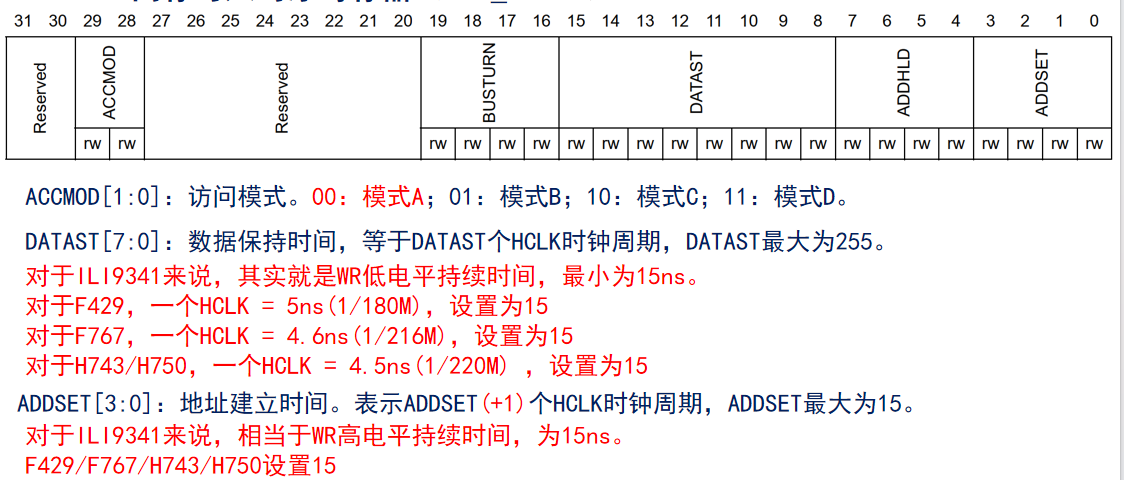 31 30 29 28 27 26 25 24 23 22 21 20 19 18 17 16 15 14 13 12 11 10 9 8 7 6 5 4 3 2 1 0
Reserved ACCMOD Reserved BUSTURN DATAST ADDHLD ADDSET
rw rw rw rw rw rw rw rw rw rw rw rw rw rw rw rw rw rw rw rw rw rw
ACCMOD[1:0]：访问模式。00：模式A；01：模式B；10：模式C；11：模式D。
DATAST[7:0]：数据保持时间，等于DATAST个HCLK时钟周期，DATAST最大为255。
对于ILI9341来说，其实就是WR低电平持续时间，最小为15ns。
对于F429，一个HCLK = 5ns(1/180M)，设置为15
对于F767，一个HCLK = 4.6ns(1/216M)，设置为15
对于H743/H750，一个HCLK = 4.5ns(1/220M) ，设置为15
ADDSET[3:0]：地址建立时间。表示ADDSET(+1)个HCLK时钟周期，ADDSET最大为15。
对于ILI9341来说，相当于WR高电平持续时间，为15ns。
F429/F767/H743/H750设置15